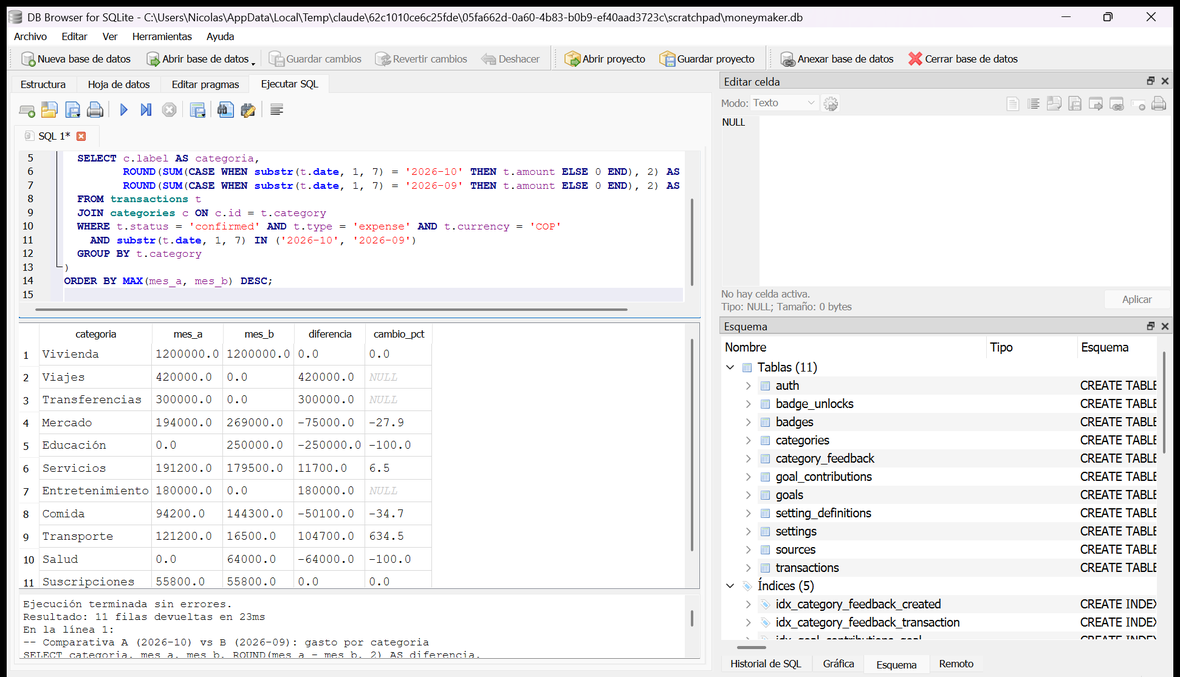 DB Browser for SQLite - C:\Users\Nicolas\AppData\Local\Temp\claude\62c1010ce6c25fde\05fa662d-0a60-4b83-b0b9-ef40aad3723c\scratchpad\moneymaker.db
Archivo Editar Ver Herramientas Ayuda
Nueva base de datos Abrir base de datos Guardar cambios Revertir cambios Deshacer Abrir proyecto Guardar proyecto Anexar base de datos Cerrar base de datos
Estructura Hoja de datos Editar pragmas Ejecutar SQL
SQL 1*
5 SELECT c.label AS categoria,
6 ROUND(SUM(CASE WHEN substr(t.date, 1, 7) = '2026-10' THEN t.amount ELSE 0 END), 2) AS
7 ROUND(SUM(CASE WHEN substr(t.date, 1, 7) = '2026-09' THEN t.amount ELSE 0 END), 2) AS
8 FROM transactions t
9 JOIN categories c ON c.id = t.category
10 WHERE t.status = 'confirmed' AND t.type = 'expense' AND t.currency = 'COP'
11 AND substr(t.date, 1, 7) IN ('2026-10', '2026-09')
12 GROUP BY t.category
13 )
14 ORDER BY MAX(mes_a, mes_b) DESC;
15
categoria mes_a mes_b diferencia cambio_pct
1 Vivienda 1200000.0 1200000.0 0.0 0.0
2 Viajes 420000.0 0.0 420000.0 NULL
3 Transferencias 300000.0 0.0 300000.0 NULL
4 Mercado 194000.0 269000.0 -75000.0 -27.9
5 Educación 0.0 250000.0 -250000.0 -100.0
6 Servicios 191200.0 179500.0 11700.0 6.5
7 Entretenimiento 180000.0 0.0 180000.0 NULL
8 Comida 94200.0 144300.0 -50100.0 -34.7
9 Transporte 121200.0 16500.0 104700.0 634.5
10 Salud 0.0 64000.0 -64000.0 -100.0
11 Suscripciones 55800.0 55800.0 0.0 0.0
Ejecución terminada sin errores.
Resultado: 11 filas devueltas en 23ms
En la línea 1:
-- Comparativa A (2026-10) vs B (2026-09): gasto por categoria
SELECT categoria, mes_a, mes_b, ROUND(mes_a - mes_b, 2) AS diferencia,
Editar celda
Modo: Texto
NULL
No hay celda activa.
Tipo: NULL; Tamaño: 0 bytes
Aplicar
Esquema
Nombre Tipo Esquema
Tablas (11)
auth CREATE TABLE
badge_unlocks CREATE TABLE
badges CREATE TABLE
categories CREATE TABLE
category_feedback CREATE TABLE
goal_contributions CREATE TABLE
goals CREATE TABLE
setting_definitions CREATE TABLE
settings CREATE TABLE
sources CREATE TABLE
transactions CREATE TABLE
Índices (5)
idx_category_feedback_created CREATE INDEX
idx_category_feedback_transaction CREATE INDEX
idx_goal_contributions_goal
Historial de SQL Gráfica Esquema Remoto